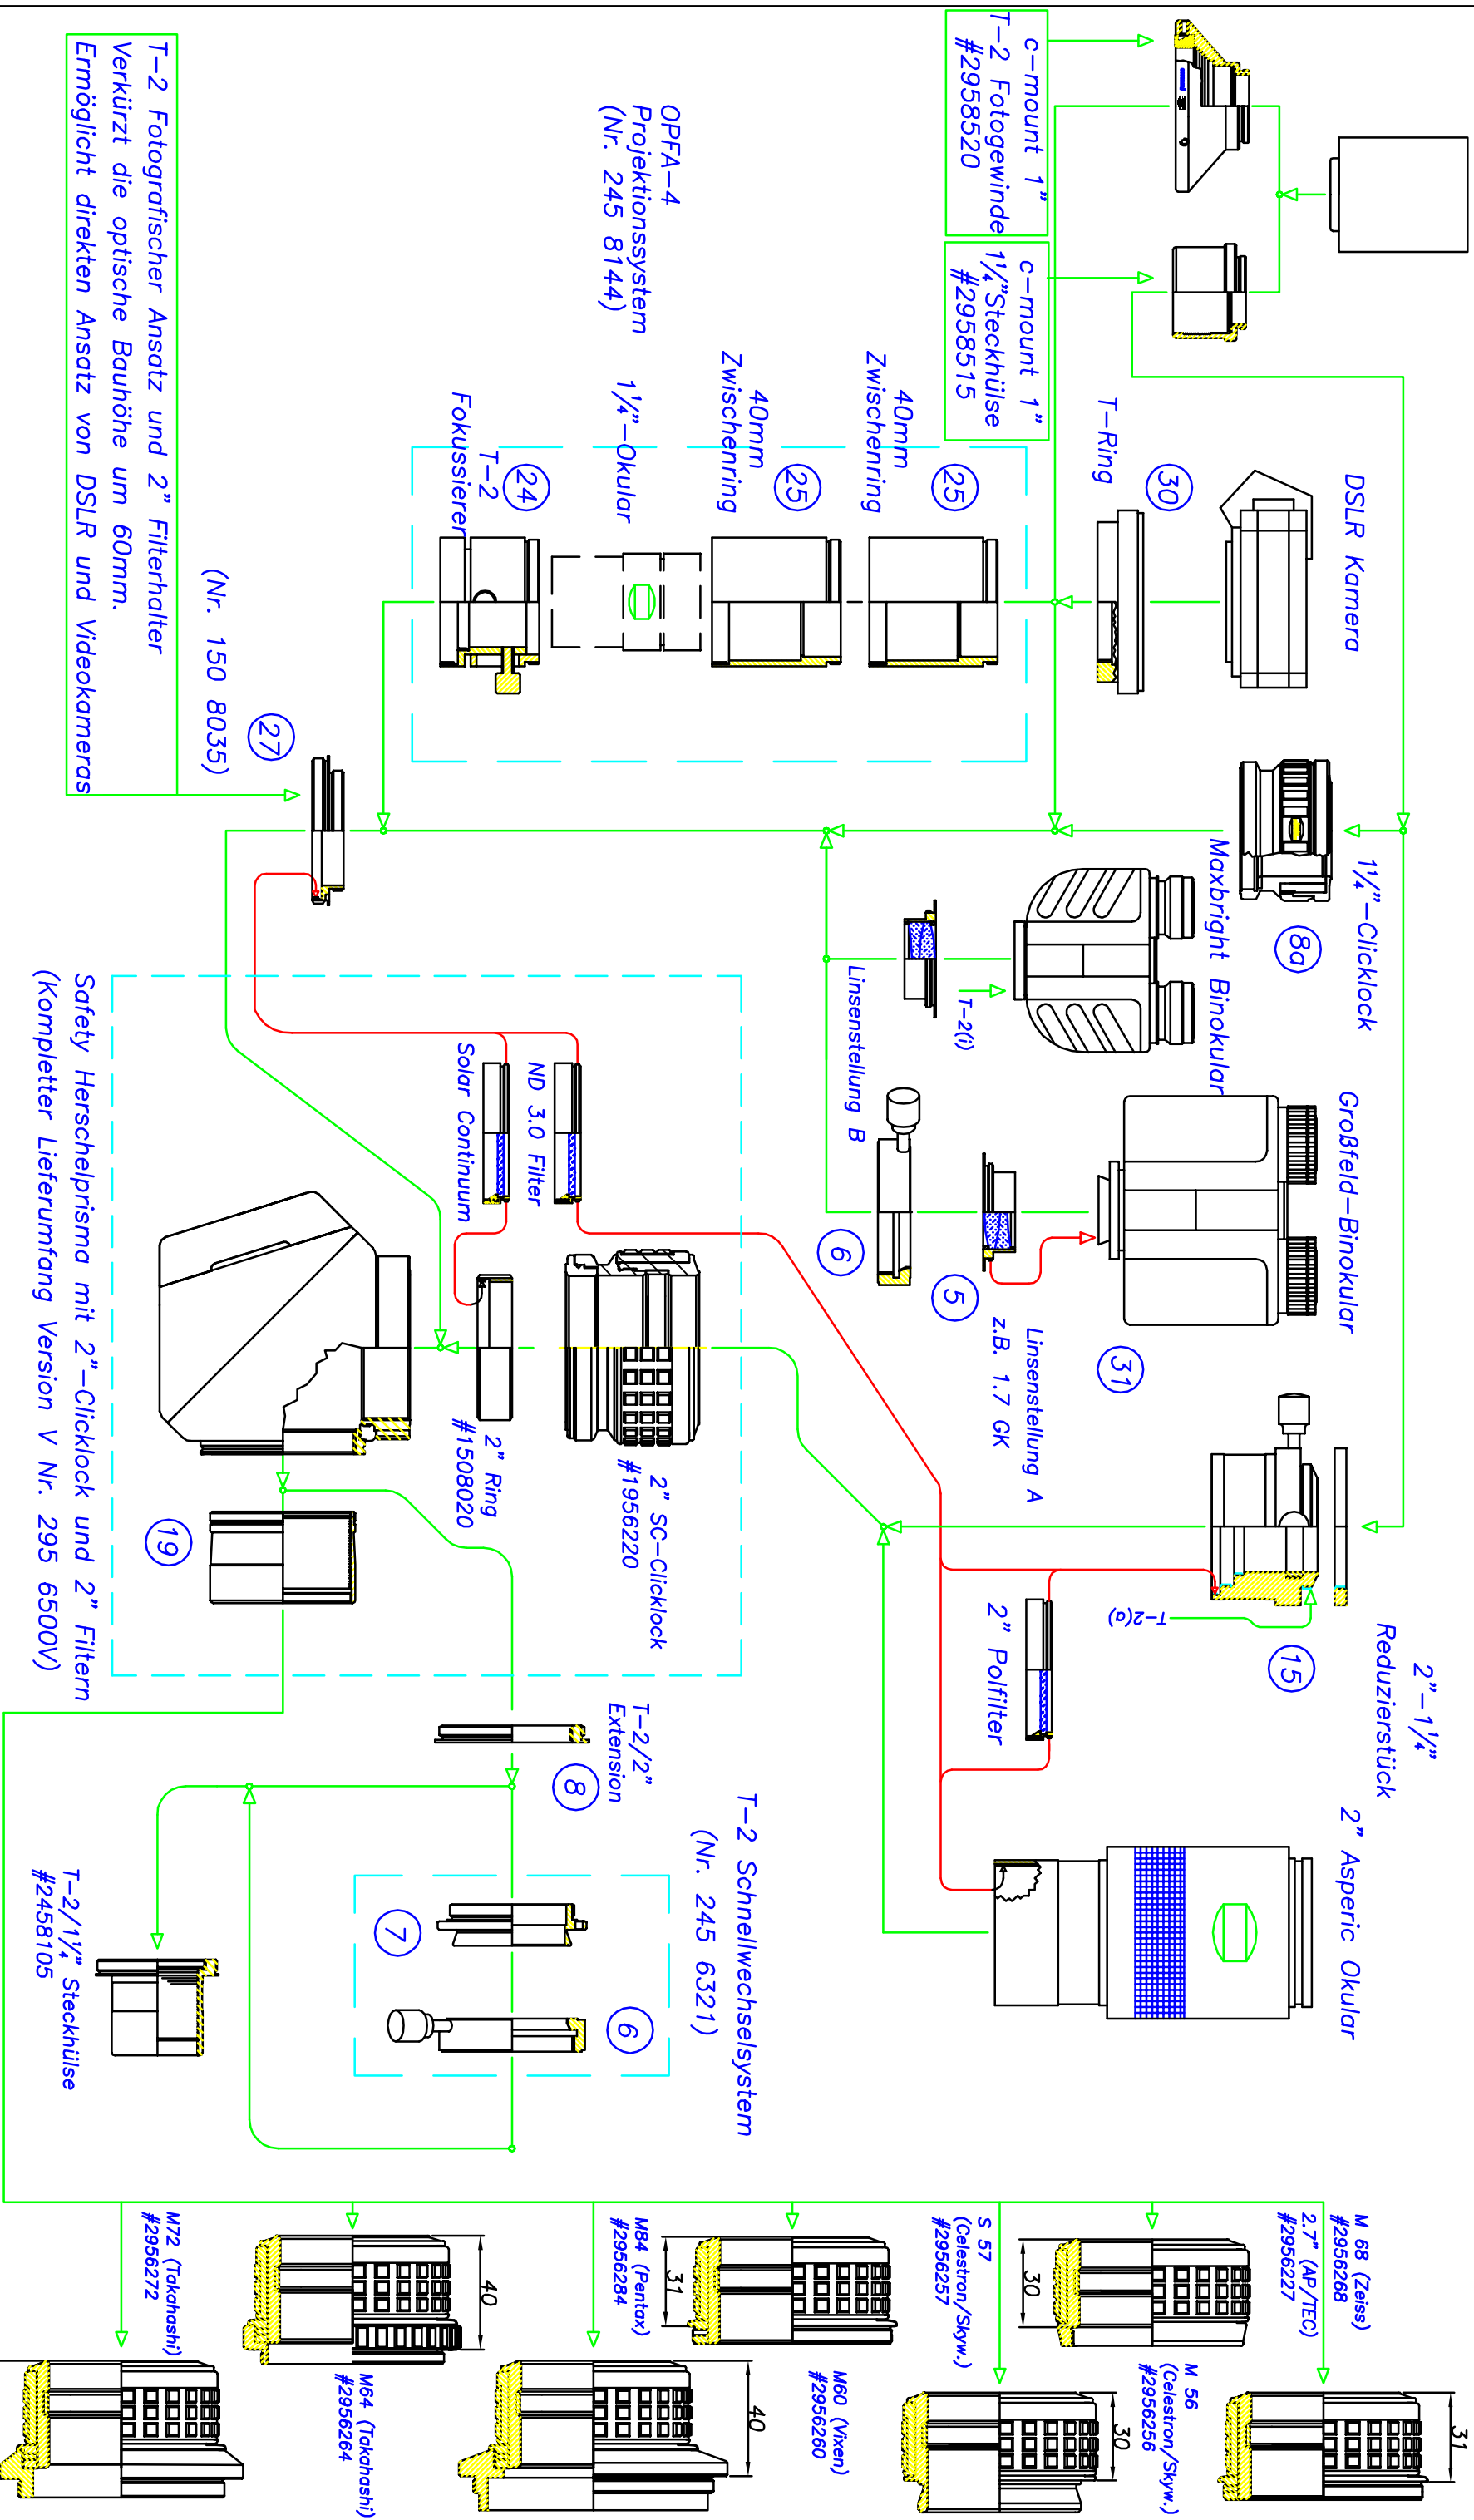 c-mount 1"
T-2 Fotogewinde
#2958520
c-mount 1"
1¼"Steckhülse
#2958515
DSLR Kamera
30
T-Ring
25
40mm
Zwischenring
25
40mm
Zwischenring
1¼"-Okular
24
T-2
Fokussierer
OPFA-4
Projektionssystem
(Nr. 245 8144)
T-2 Fotografischer Ansatz und 2" Filterhalter
Verkürzt die optische Bauhöhe um 60mm.
Ermöglicht direkten Ansatz von DSLR und Videokameras
27
(Nr. 150 8035)
1¼"-Clicklock
8a
Maxbright Binokular
T-2(i)
Linsenstellung B
Großfeld-Binokular
31
Linsenstellung A
z.B. 1.7 GK
5
6
2"-1¼"
Reduzierstück
15
T-2(a)
2" Polfilter
2" Asperic Okular
ND 3.0 Filter
Solar Continuum
2" SC-Clicklock
#1956220
2" Ring
#1508020
19
Safety Herschelprisma mit 2"-Clicklock und 2" Filtern
(Kompletter Lieferumfang Version V Nr. 295 6500V)
T-2/2"
Extension
8
T-2 Schnellwechselsystem
(Nr. 245 6321)
7
6
T-2/1¼" Steckhülse
#2458105
M 68 (Zeiss)
#2956268
2.7" (AP/TEC)
#2956227
31
M 56
(Celestron/Skyw.)
#2956256
30
S 57
(Celestron/Skyw.)
#2956257
30
M60 (Vixen)
#2956260
31
M84 (Pentax)
#2956284
40
M64 (Takahashi)
#2956264
40
M72 (Takahashi)
#2956272